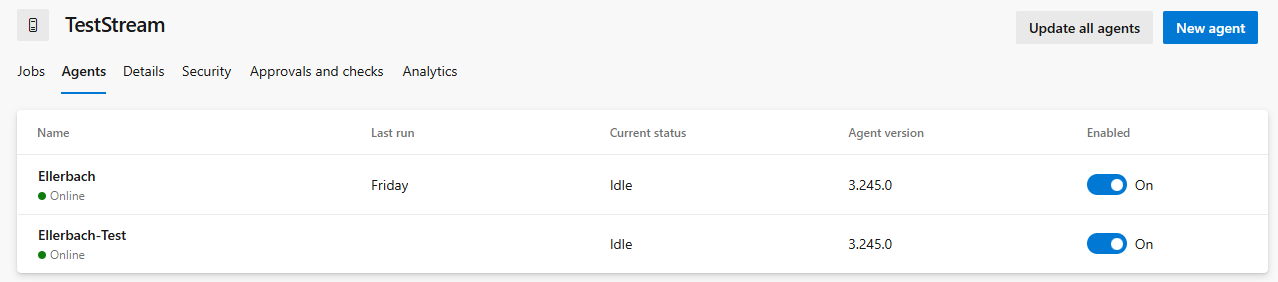 TestStream
Update all agents New agent
Jobs Agents Details Security Approvals and checks Analytics
Name Last run Current status Agent version Enabled
Ellerbach
Online
Friday Idle 3.245.0 On
Ellerbach-Test
Online
Idle 3.245.0 On